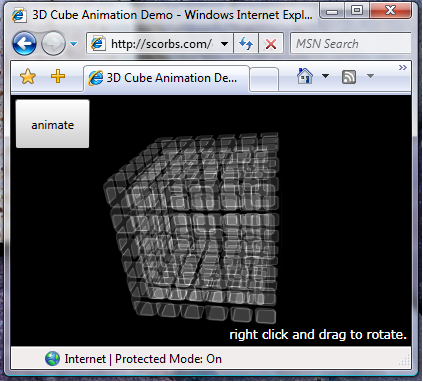 3D Cube Animation Demo - Windows Internet Expl...
http://scorbs.com/
MSN Search
3D Cube Animation De...
animate
right click and drag to rotate.
Internet | Protected Mode: On